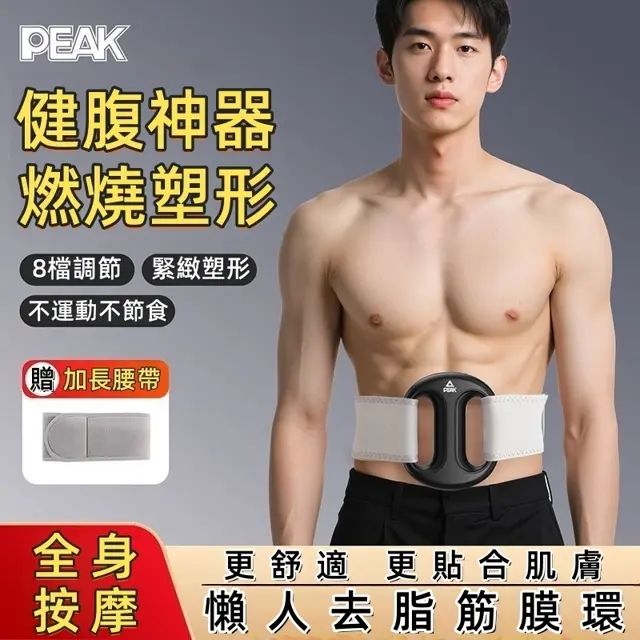 PEAK
健腹神器
燃燒塑形
8檔調節
緊緻塑形
不運動不節食
贈 加長腰帶
PEAK
全身
按摩
更舒適 更貼合肌膚
懶人去脂筋膜環